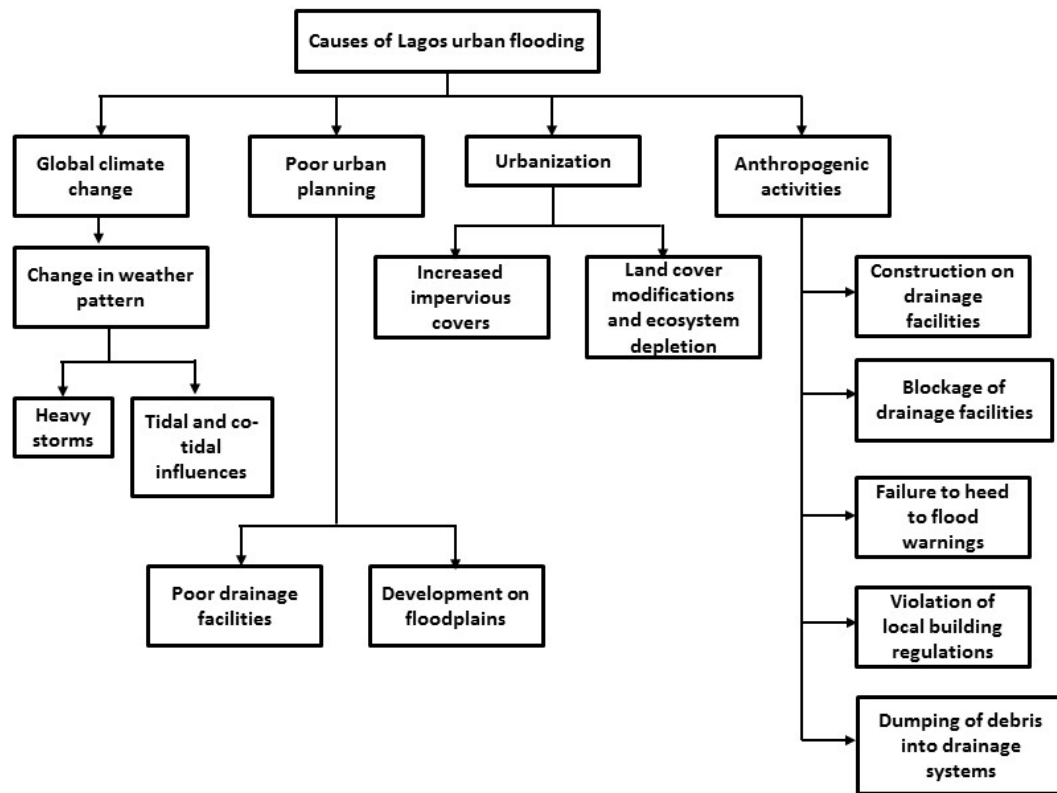 Causes of Lagos urban flooding
Global climate
change
Poor urban
planning
Urbanization
Anthropogenic
activities
Change in weather
pattern
Increased
impervious
covers
Land cover
modifications
and ecosystem
depletion
Construction on
drainage
facilities
Heavy
storms
Tidal and co-
tidal
influences
Blockage of
drainage facilities
Failure to heed
to flood
warnings
Poor drainage
facilities
Development on
floodplains
Violation of
local building
regulations
Dumping of debris
into drainage
systems